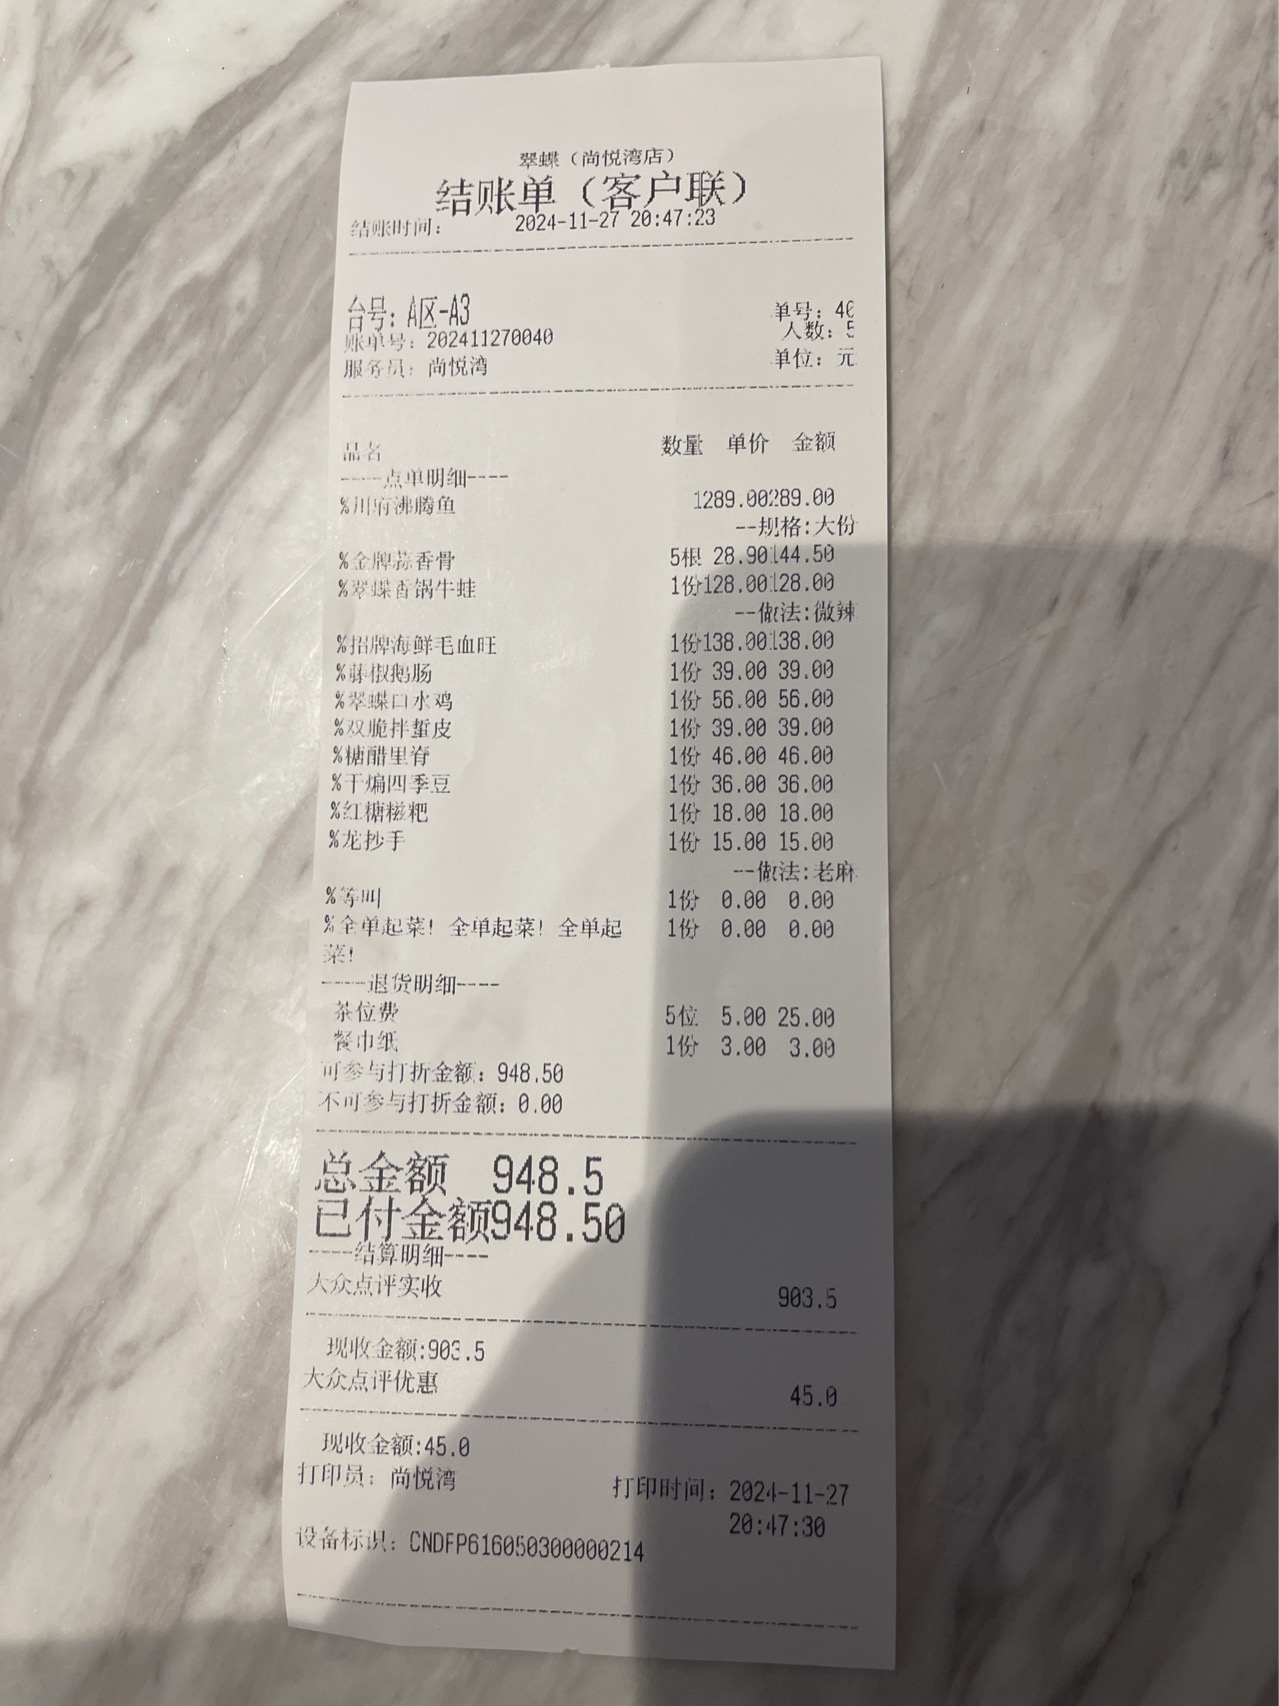 翠蝶（尚悦湾店）
结账单（客户联）
结账时间： 2024-11-27 20:47:23
台号：A区-A3
单号：40
账单号：202411270040
人数：5
服务员：尚悦湾
单位：元
品名 数量 单价 金额
----点单明细----
%川府沸腾鱼 1289.00289.00
--规格:大份
%金牌蒜香骨 5根 28.90144.50
%翠蝶香锅牛蛙 1份128.00128.00
--做法:微辣
%招牌海鲜毛血旺 1份138.00138.00
%藤椒鹅肠 1份 39.00 39.00
%翠蝶口水鸡 1份 56.00 56.00
%双脆拌蜇皮 1份 39.00 39.00
%糖醋里脊 1份 46.00 46.00
%干煸四季豆 1份 36.00 36.00
%红糖糍粑 1份 18.00 18.00
%龙抄手 1份 15.00 15.00
--做法:老麻
%等叫 1份 0.00 0.00
%全单起菜！全单起菜！全单起 1份 0.00 0.00
菜！
----退货明细----
茶位费 5位 5.00 25.00
餐巾纸 1份 3.00 3.00
可参与打折金额：948.50
不可参与打折金额：0.00
总金额 948.5
已付金额948.50
----结算明细----
大众点评实收 903.5
现收金额:903.5
大众点评优惠 45.0
现收金额:45.0
打印员：尚悦湾 打印时间：2024-11-27
20:47:30
设备标识：CNDFP616050300000214